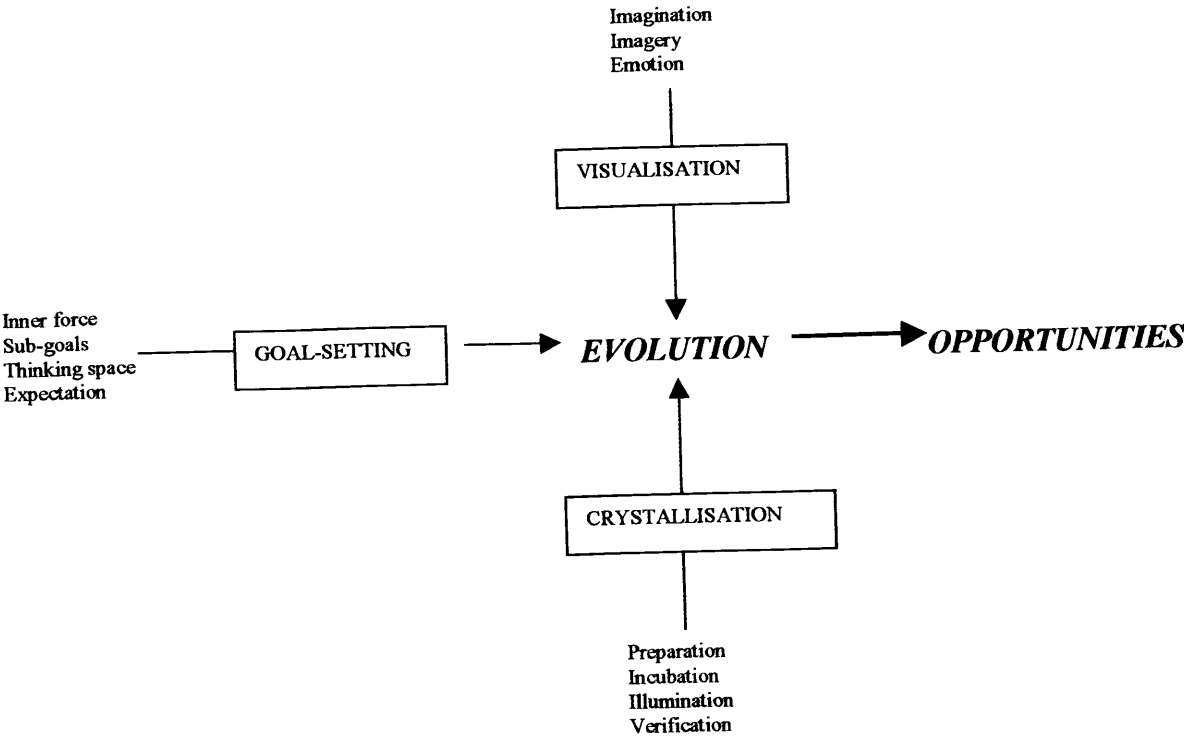 Imagination
Imagery
Emotion
VISUALISATION
Inner force
Sub-goals
Thinking space
Expectation
GOAL-SETTING
EVOLUTION
OPPORTUNITIES
CRYSTALLISATION
Preparation
Incubation
Illumination
Verification